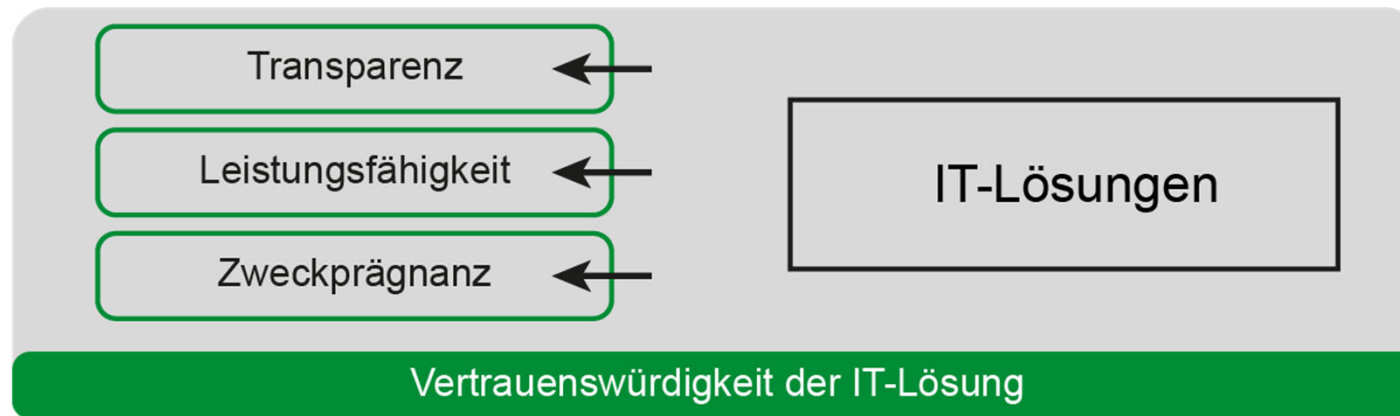 Transparenz
Leistungsfähigkeit
Zweckprägnanz
IT-Lösungen
Vertrauenswürdigkeit der IT-Lösung